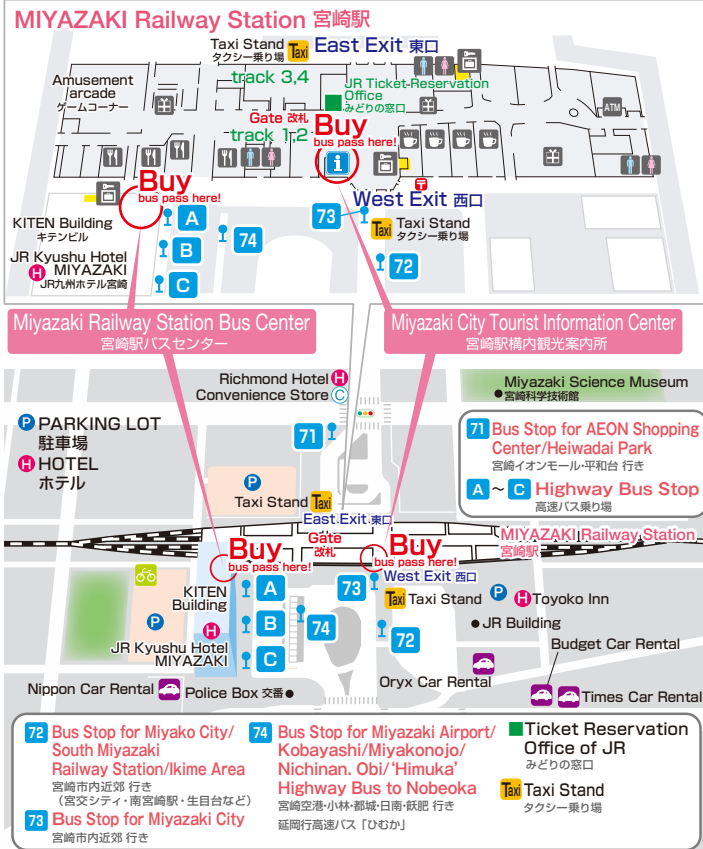 MIYAZAKI Railway Station 宮崎駅
Taxi Stand
タクシー乗り場
Taxi
East Exit 東口
track 3,4
Amusement
arcade
ゲームコーナー
JR Ticket Reservation
Office
みどりの窓口
ATM
Gate 改札
track 1,2
Buy
bus pass here!
i
Buy
bus pass here!
West Exit 西口
KITEN Building
キテンビル
A
B
C
74
73
Taxi
Taxi Stand
タクシー乗り場
72
JR Kyushu Hotel
H
MIYAZAKI
JR九州ホテル宮崎
Miyazaki Railway Station Bus Center
宮崎駅バスセンター
Miyazaki City Tourist Information Center
宮崎駅構内観光案内所
Richmond Hotel H
Convenience Store C
Miyazaki Science Museum
宮崎科学技術館
P PARKING LOT
駐車場
H HOTEL
ホテル
71
71 Bus Stop for AEON Shopping
Center/Heiwadai Park
宮崎イオンモール・平和台 行き
A ~ C Highway Bus Stop
高速バス乗り場
P
Taxi Stand Taxi
East Exit 東口
MIYAZAKI Railway Station
宮崎駅
Gate
改札
Buy
bus pass here!
Buy
bus pass here!
West Exit 西口
KITEN
Building
A
B
C
74
73
Taxi Taxi Stand
72
P
H Toyoko Inn
JR Building
P
H
JR Kyushu Hotel
MIYAZAKI
Budget Car Rental
Oryx Car Rental
Nippon Car Rental
Police Box 交番
Times Car Rental
72 Bus Stop for Miyako City/
South Miyazaki
Railway Station/Ikime Area
宮崎市内近郊 行き
（宮交シティ・南宮崎駅・生目台など）
73 Bus Stop for Miyazaki City
宮崎市内近郊 行き
74 Bus Stop for Miyazaki Airport/
Kobayashi/Miyakonojo/
Nichinan. Obi/‘Himuka’
Highway Bus to Nobeoka
宮崎空港・小林・都城・日南・飫肥 行き
延岡行高速バス「ひむか」
Ticket Reservation
Office of JR
みどりの窓口
Taxi Taxi Stand
タクシー乗り場